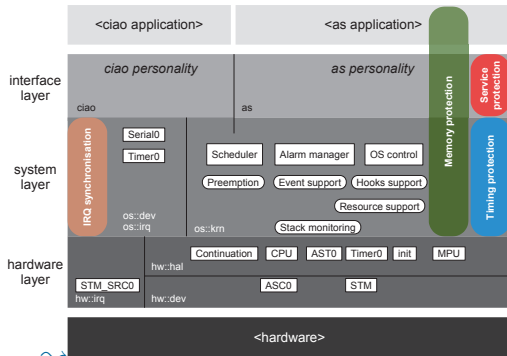 <ciao application>
<as application>
interface layer
ciao personality
as personality
ciao
as
Memory protection
Service protection
system layer
IRQ synchronisation
Serial0
Timer0
os::dev
os::irq
Scheduler
Alarm manager
OS control
Preemption
Event support
Hooks support
Resource support
Stack monitoring
os::krn
Timing protection
hardware layer
Continuation
CPU
AST0
Timer0
init
MPU
hw::hal
STM_SRC0
hw::irq
ASC0
STM
hw::dev
<hardware>